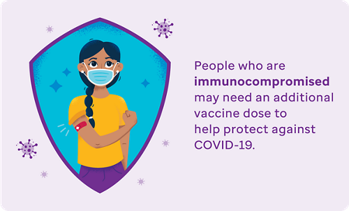 People who are
immunocompromised
may need an additional
vaccine dose to
help protect against
COVID-19.